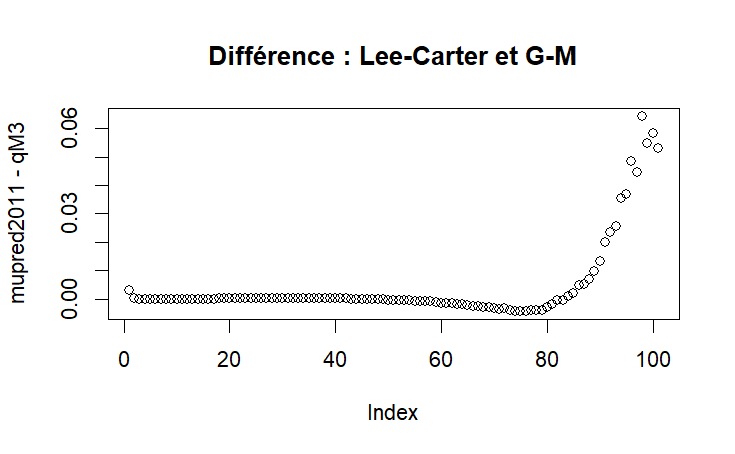 Différence : Lee-Carter et G-M
mupred2011 - qM3
0.06
0.03
0.00
0 20 40 60 80 100
Index